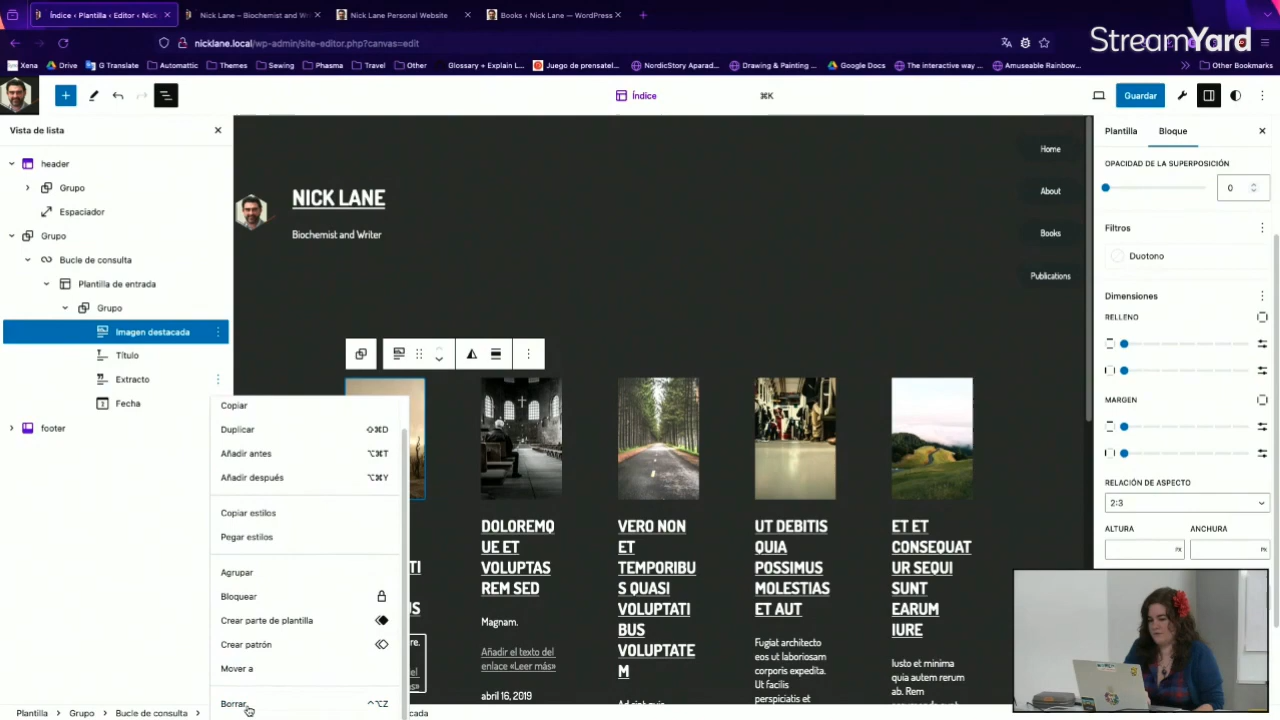 Índice ‹ Plantilla ‹ Editor ‹ Nick
Nick Lane – Biochemist and Wr
Nick Lane Personal Website
Books ‹ Nick Lane — WordPress
StreamYard
nicklane.local/wp-admin/site-editor.php?canvas=edit
Xena
Drive
G Translate
Automattic
Themes
Sewing
Phasma
Travel
Other
Glossary + Explain L...
Juego de prensatel...
NordicStory Aparad...
Drawing & Painting ...
Google Docs
The interactive way ...
Amuseable Rainbow...
Other Bookmarks
Índice
⌘K
Guardar
Vista de lista
header
Grupo
Espaciador
Grupo
Bucle de consulta
Plantilla de entrada
Grupo
Imagen destacada
Título
Extracto
Fecha
footer
Copiar
Duplicar ⇧⌘D
Añadir antes ⌥⌘T
Añadir después ⌥⌘Y
Copiar estilos
Pegar estilos
Agrupar
Bloquear
Crear parte de plantilla
Crear patrón
Mover a
Borrar ⌃⌥Z
NICK LANE
Biochemist and Writer
Home
About
Books
Publications
DOLOREMQ
UE ET
VOLUPTAS
REM SED
Magnam.
Añadir el texto del
enlace «Leer más»
abril 16, 2019
VERO NON
ET
TEMPORIBU
S QUASI
VOLUPTATI
BUS
VOLUPTATE
M
UT DEBITIS
QUIA
POSSIMUS
MOLESTIAS
ET AUT
Fugiat architecto
eos ut laboriosam
corporis expedita.
Ut facilis
perspiciatis et
ET ET
CONSEQUAT
UR SEQUI
SUNT
EARUM
IURE
Iusto et minima
quia autem rerum
ab. Rem
Plantilla
Bloque
OPACIDAD DE LA SUPERPOSICIÓN
0
Filtros
Duotono
Dimensiones
RELLENO
MARGEN
RELACIÓN DE ASPECTO
2:3
ALTURA
ANCHURA
PX
PX
Plantilla › Grupo › Bucle de consulta ›